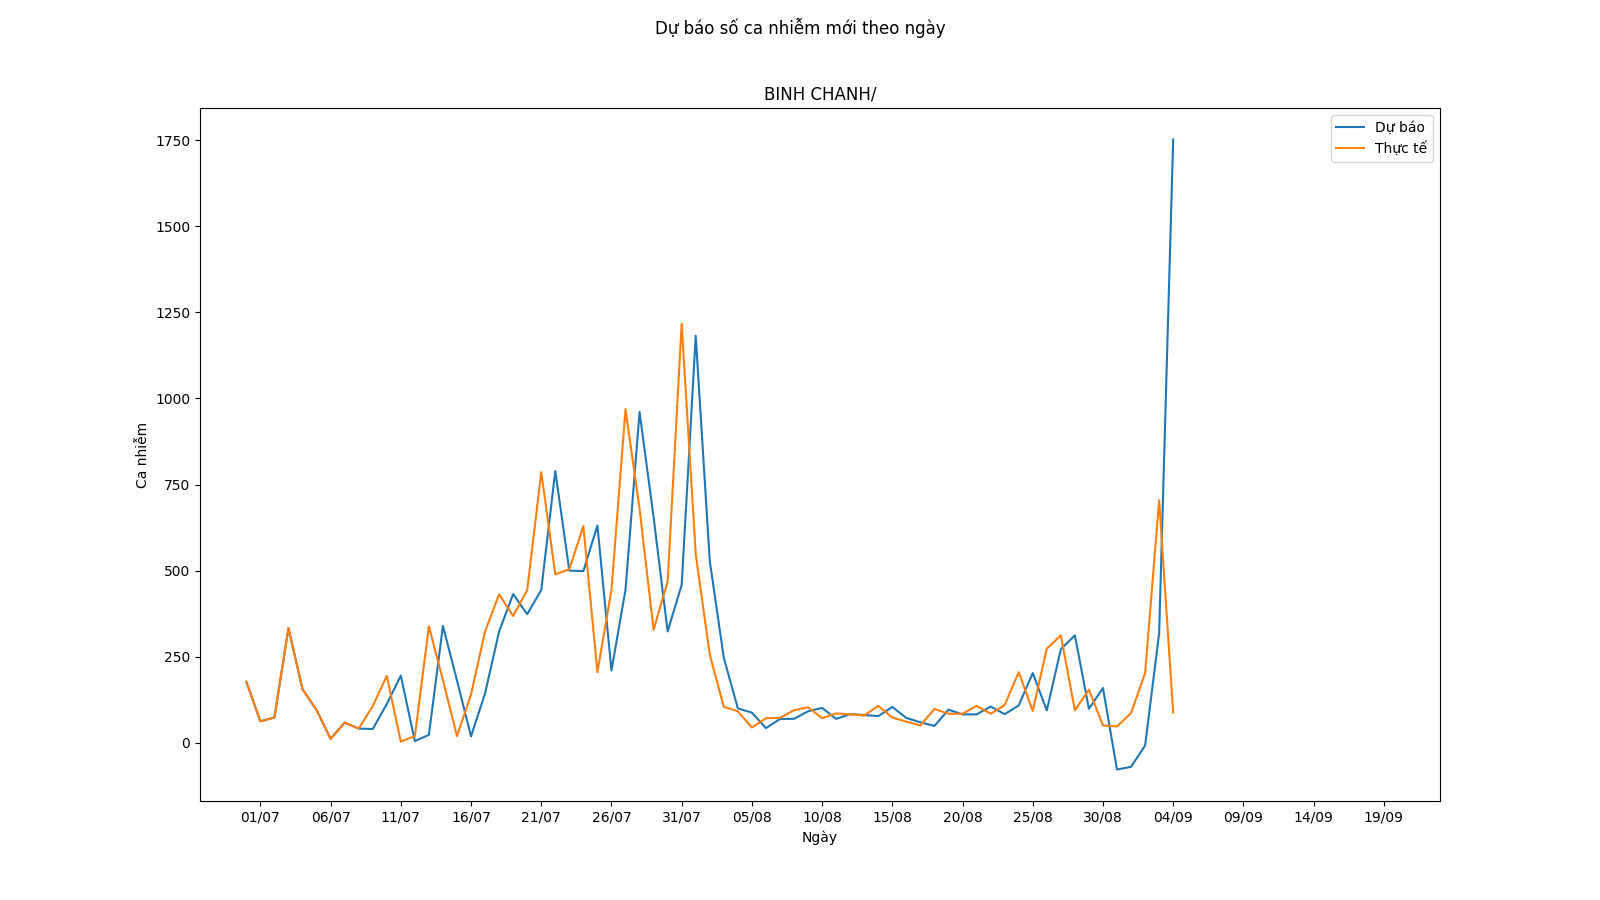 Dự báo số ca nhiễm mới theo ngày
BINH CHANH/
Dự báo
Thực tế
1750
1500
1250
1000
750
500
250
0
Ca nhiễm
01/07 06/07 11/07 16/07 21/07 26/07 31/07 05/08 10/08 15/08 20/08 25/08 30/08 04/09 09/09 14/09 19/09
Ngày